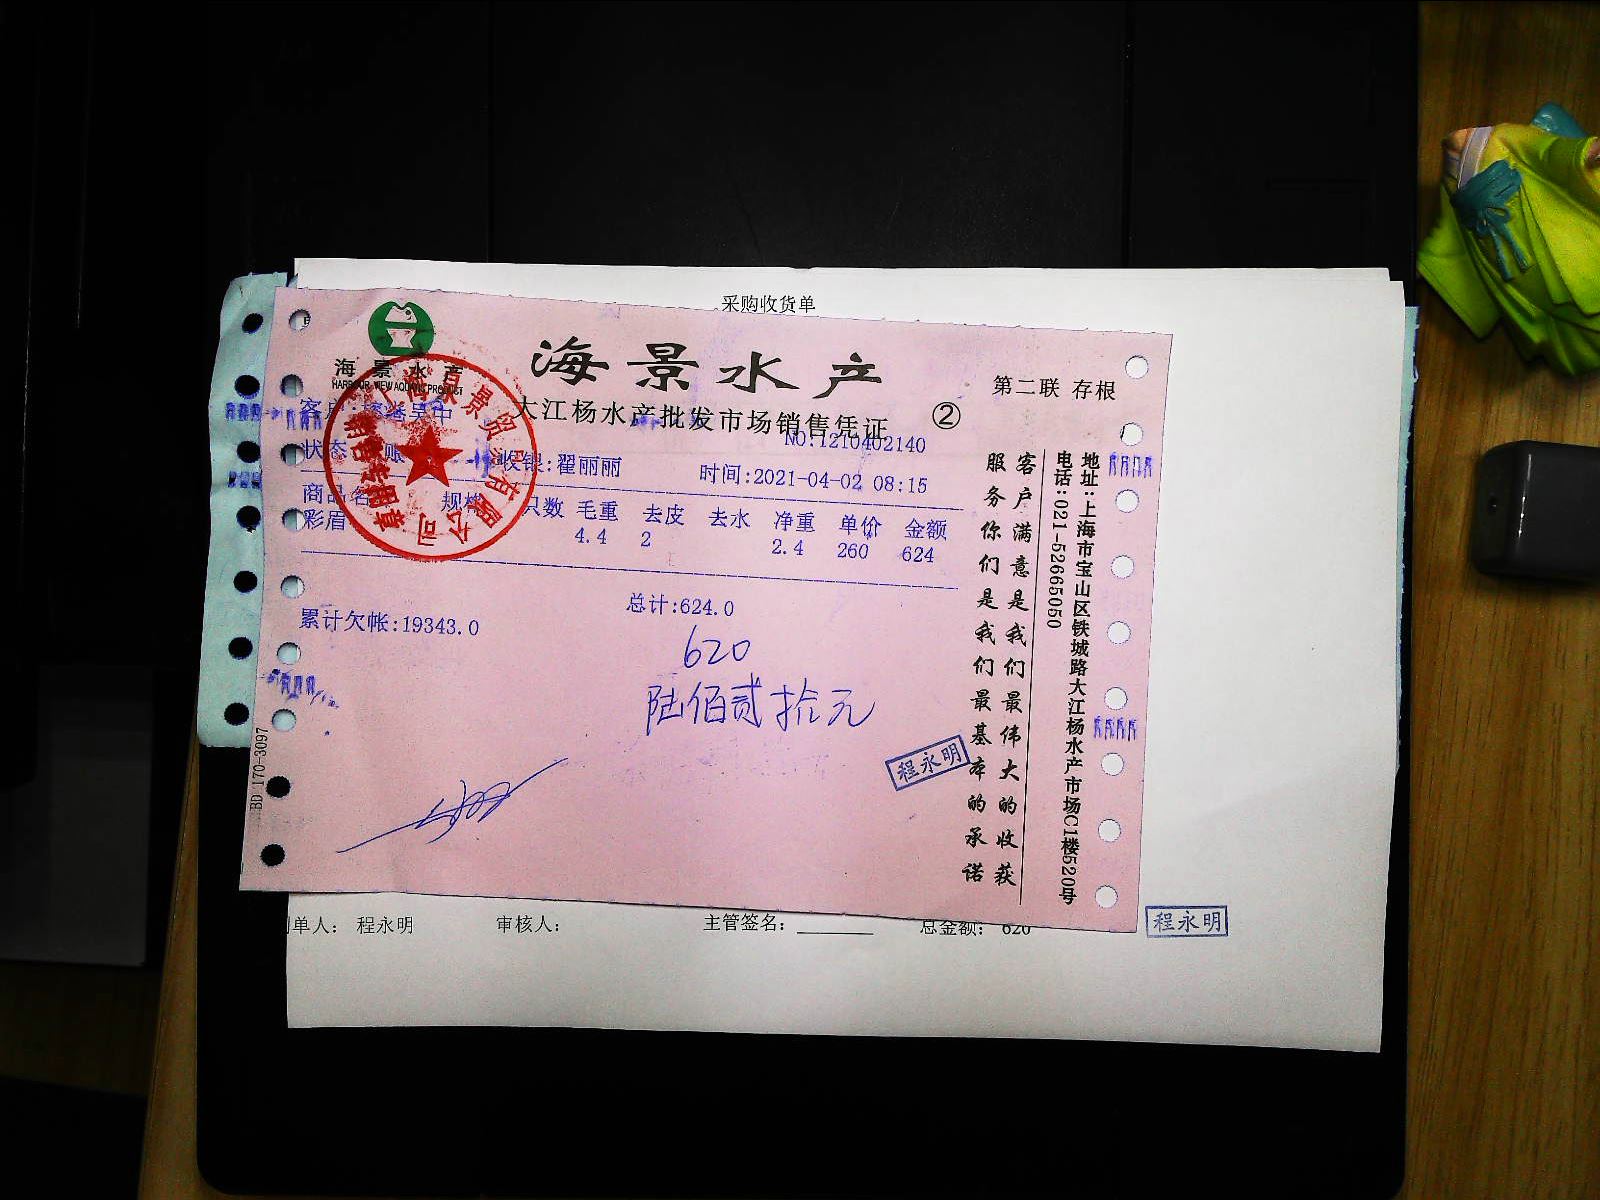 采购收货单
海景水产
HARBOUR VIEW AQUATIC PRODUCT
海景水产
大江杨水产批发市场销售凭证
②
第二联 存根
NO:1210402140
收银:翟丽丽
时间:2021-04-02 08:15
只数 毛重 去皮 去水 净重 单价 金额
彩眉 4.4 2 2.4 260 624
总计:624.0
累计欠帐:19343.0
620
陆佰贰拾元
程永明
客户满意是我们最伟大的收获
服务你们是我们最基本的承诺
地址:上海市宝山区铁城路大江杨水产市场C1楼520号
电话:021-52665050
BD 170-3097
单人: 程永明 审核人: 主管签名: 总金额: 620
程永明